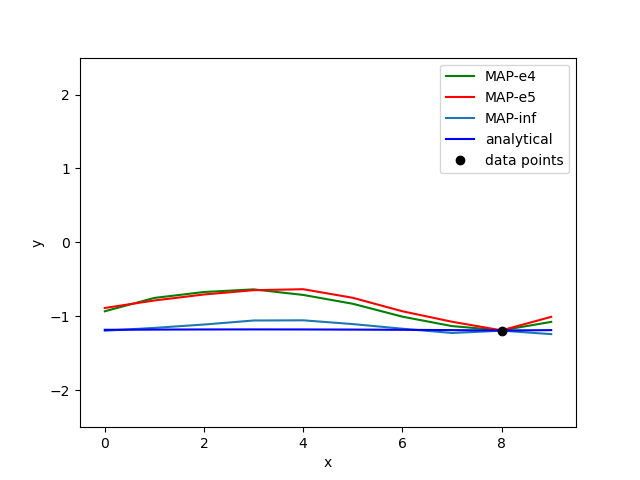 MAP-e4
MAP-e5
MAP-inf
analytical
data points
2
1
0
−1
−2
y
0 2 4 6 8
x